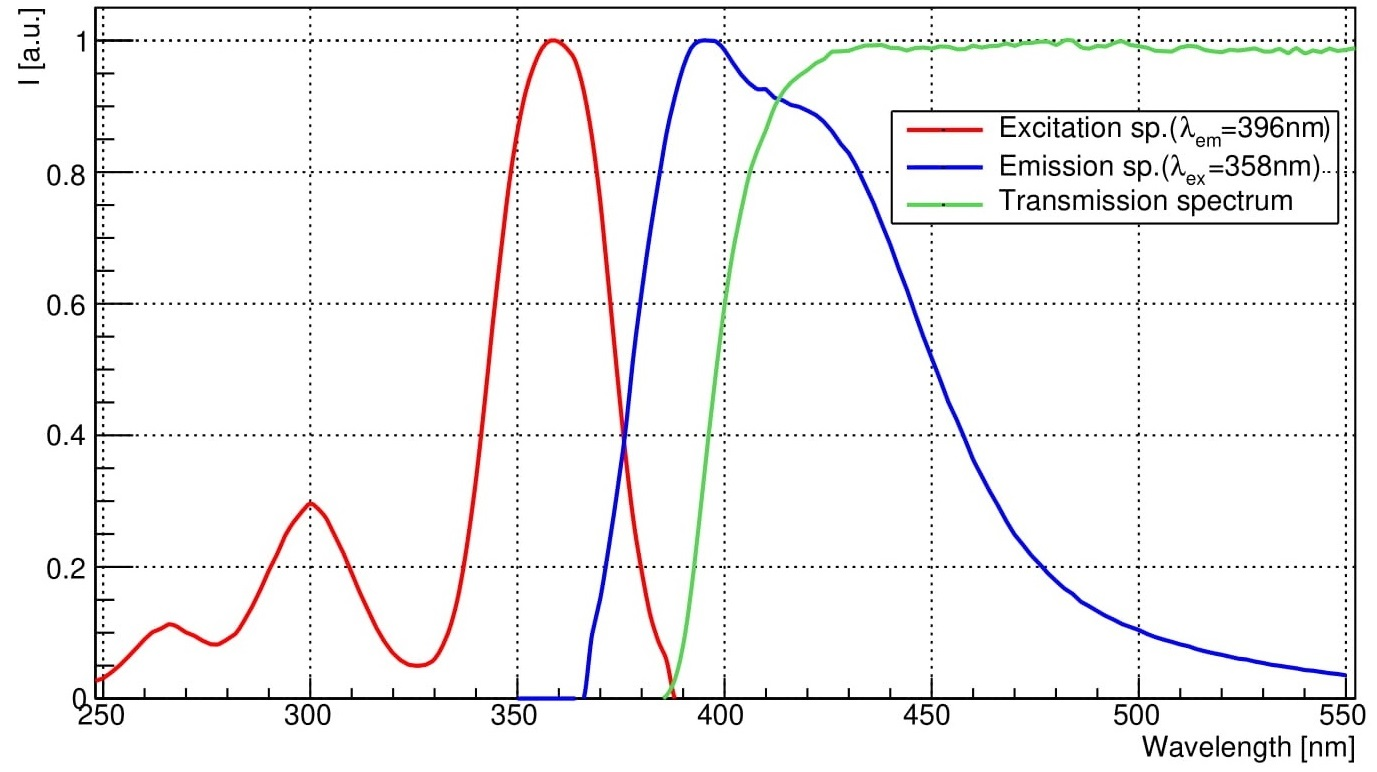 I [a.u.]
1
0.8
0.6
0.4
0.2
0
Excitation sp.(λem=396nm)
Emission sp.(λex=358nm)
Transmission spectrum
250 300 350 400 450 500 550
Wavelength [nm]